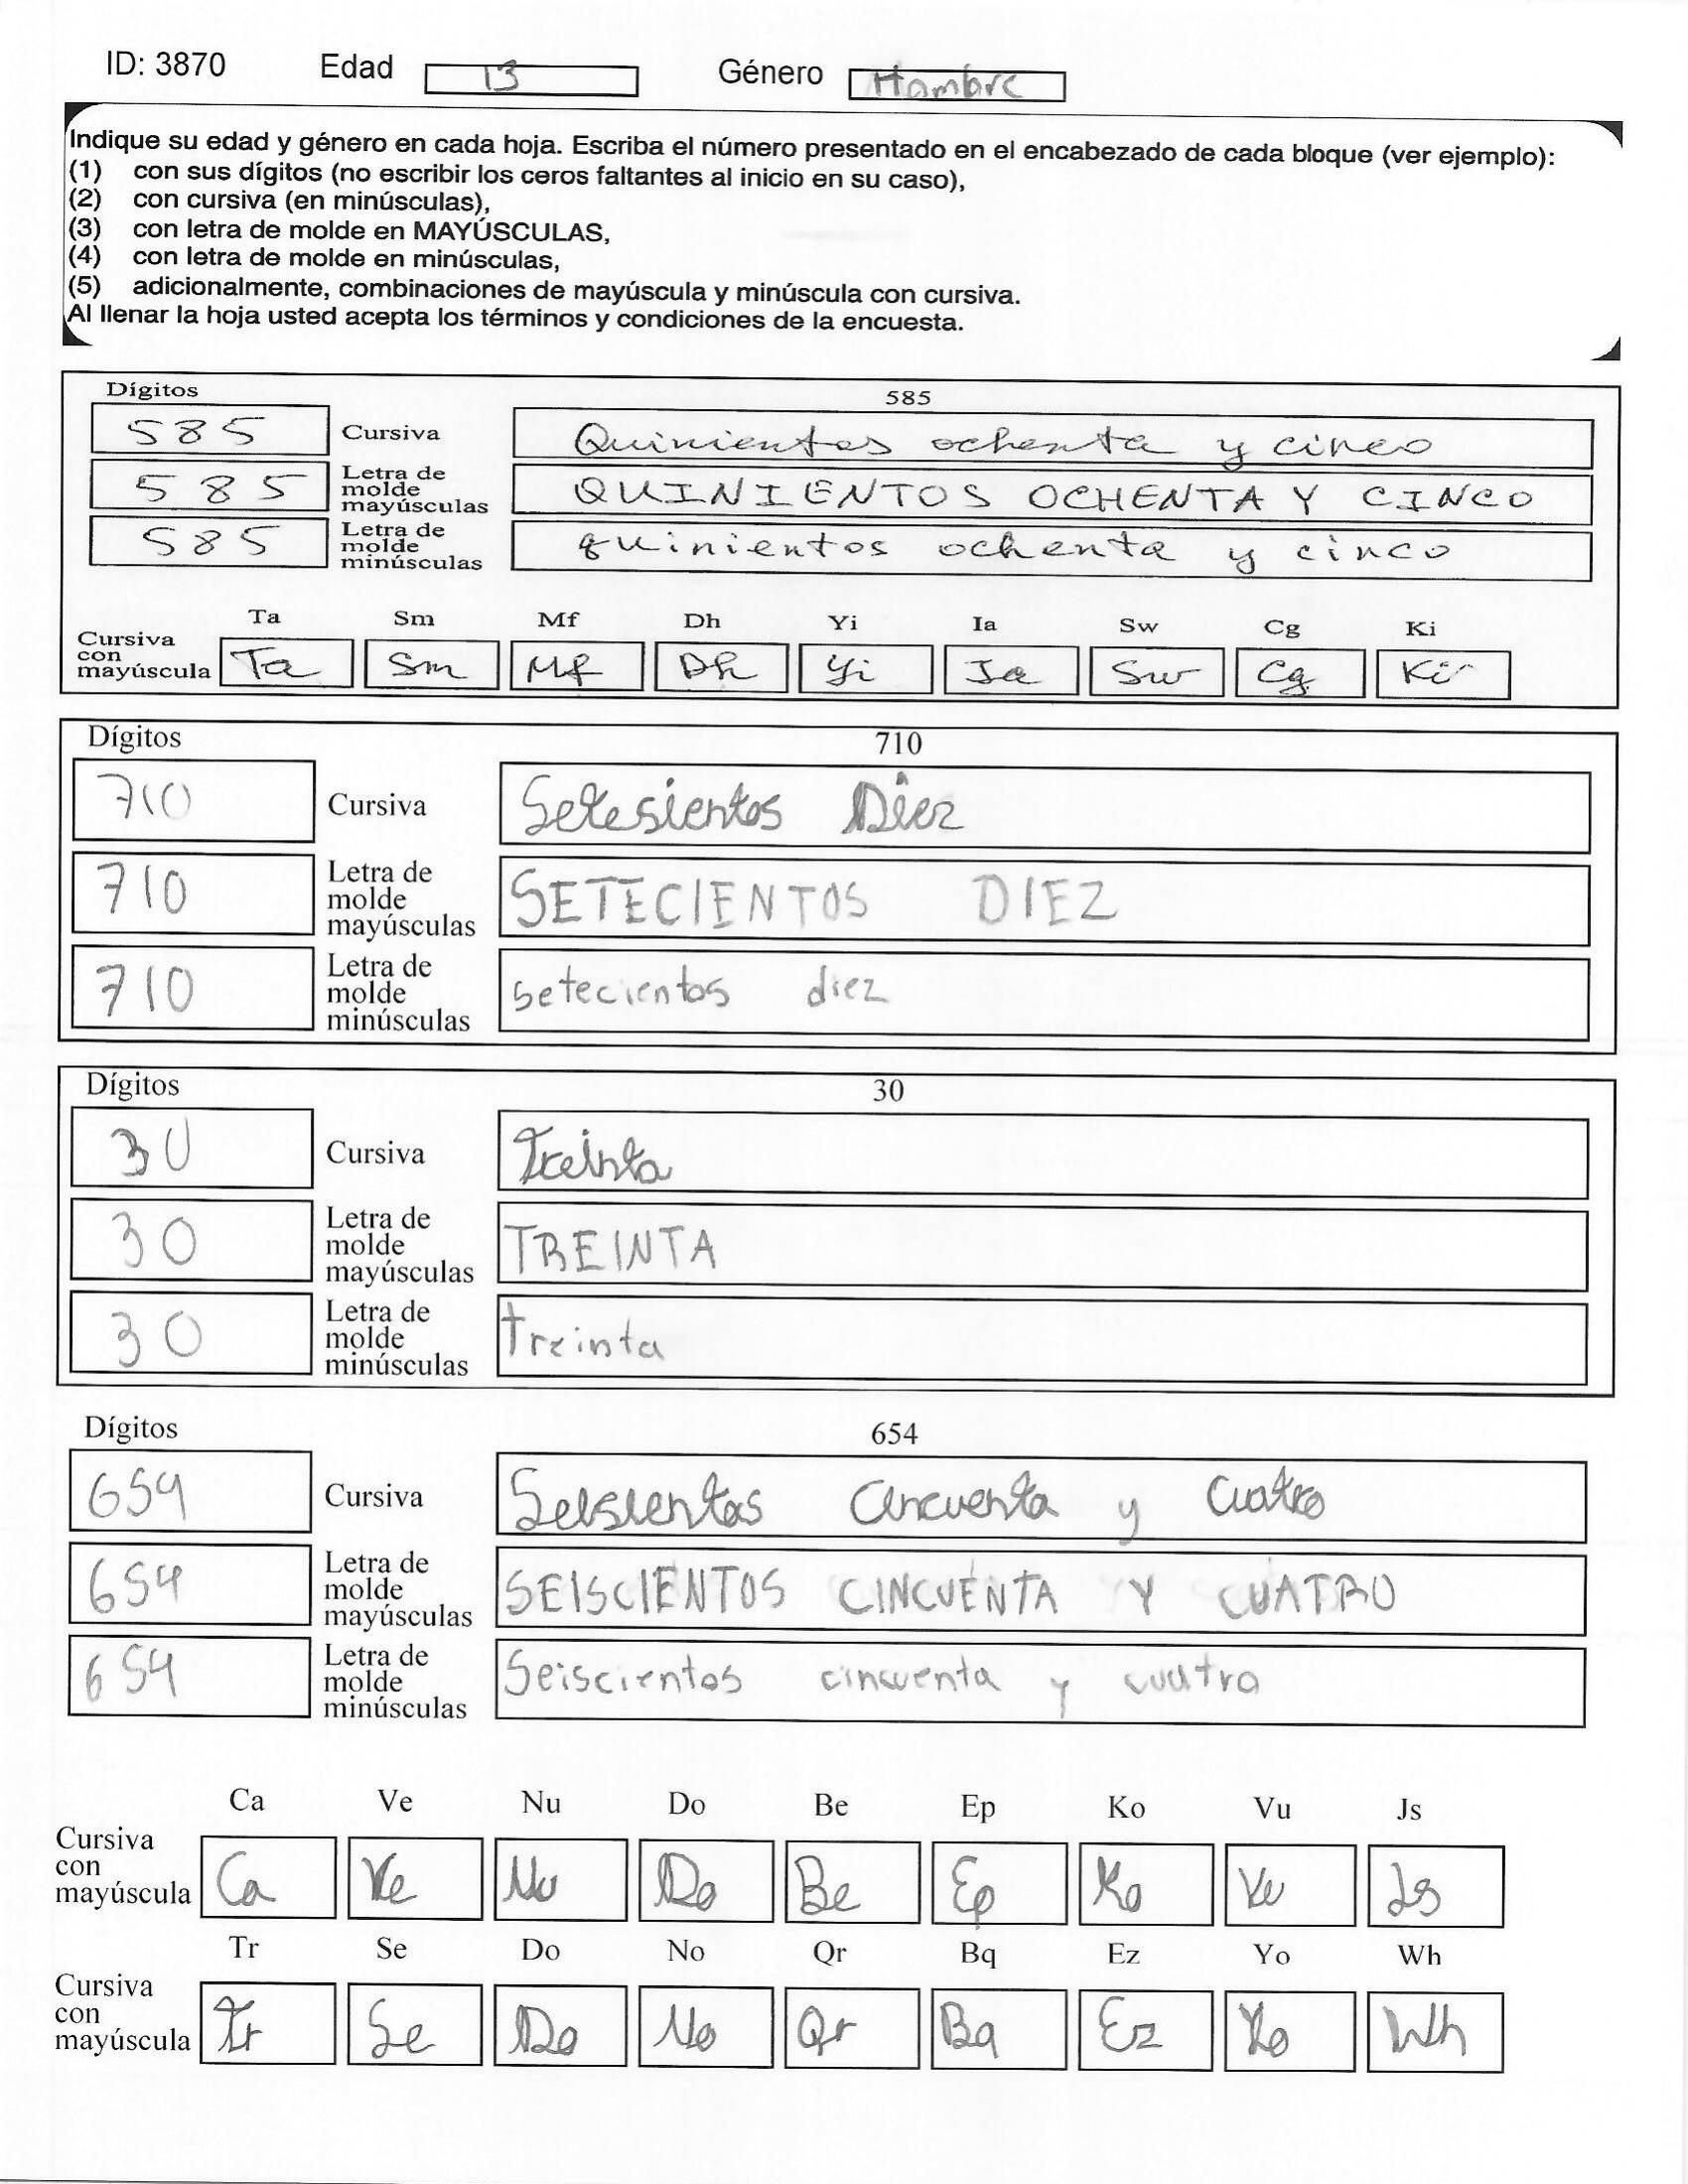 ID: 3870 Edad 13 Género Hombre
Indique su edad y género en cada hoja. Escriba el número presentado en el encabezado de cada bloque (ver ejemplo):
(1) con sus dígitos (no escribir los ceros faltantes al inicio en su caso),
(2) con cursiva (en minúsculas),
(3) con letra de molde en MAYÚSCULAS,
(4) con letra de molde en minúsculas,
(5) adicionalmente, combinaciones de mayúscula y minúscula con cursiva.
Al llenar la hoja usted acepta los términos y condiciones de la encuesta.
Dígitos 585
585 Cursiva Quinientos ochenta y cinco
585 Letra de molde mayúsculas QUINIENTOS OCHENTA Y CINCO
585 Letra de molde minúsculas quinientos ochenta y cinco
Ta Sm Mf Dh Yi Ia Sw Cg Ki
Cursiva con mayúscula Ta Sm Mf Dh Yi Ia Sw Cg Ki
Dígitos 710
710 Cursiva Setesientos Diez
710 Letra de molde mayúsculas SETECIENTOS DIEZ
710 Letra de molde minúsculas setecientos diez
Dígitos 30
30 Cursiva Treinta
30 Letra de molde mayúsculas TREINTA
30 Letra de molde minúsculas treinta
Dígitos 654
654 Cursiva Seisientos Cincuenta y Cuatro
654 Letra de molde mayúsculas SEISCIENTOS CINCUENTA Y CUATRO
654 Letra de molde minúsculas Seiscientos cincuenta y cuatro
Ca Ve Nu Do Be Ep Ko Vu Js
Cursiva con mayúscula Ca Ve Nu Do Be Ep Ko Vu Js
Tr Se Do No Qr Bq Ez Yo Wh
Cursiva con mayúscula Tr Se Do No Qr Bq Ez Yo Wh